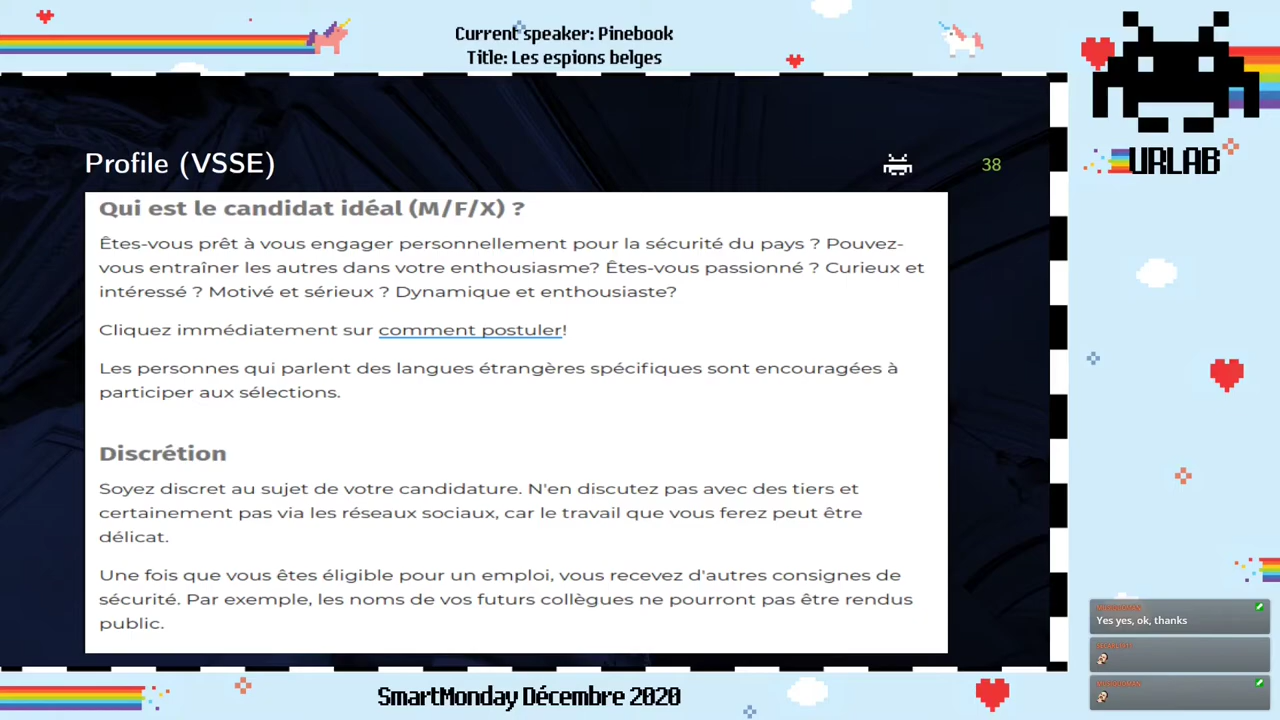 Current speaker: Pinebook
Title: Les espions belges
URLAB
Profile (VSSE)
38
Qui est le candidat idéal (M/F/X) ?
Êtes-vous prêt à vous engager personnellement pour la sécurité du pays ? Pouvez-
vous entraîner les autres dans votre enthousiasme? Êtes-vous passionné ? Curieux et
intéressé ? Motivé et sérieux ? Dynamique et enthousiaste?
Cliquez immédiatement sur comment postuler!
Les personnes qui parlent des langues étrangères spécifiques sont encouragées à
participer aux sélections.
Discrétion
Soyez discret au sujet de votre candidature. N'en discutez pas avec des tiers et
certainement pas via les réseaux sociaux, car le travail que vous ferez peut être
délicat.
Une fois que vous êtes éligible pour un emploi, vous recevez d'autres consignes de
sécurité. Par exemple, les noms de vos futurs collègues ne pourront pas être rendus
public.
Yes yes, ok, thanks
SmartMonday Décembre 2020